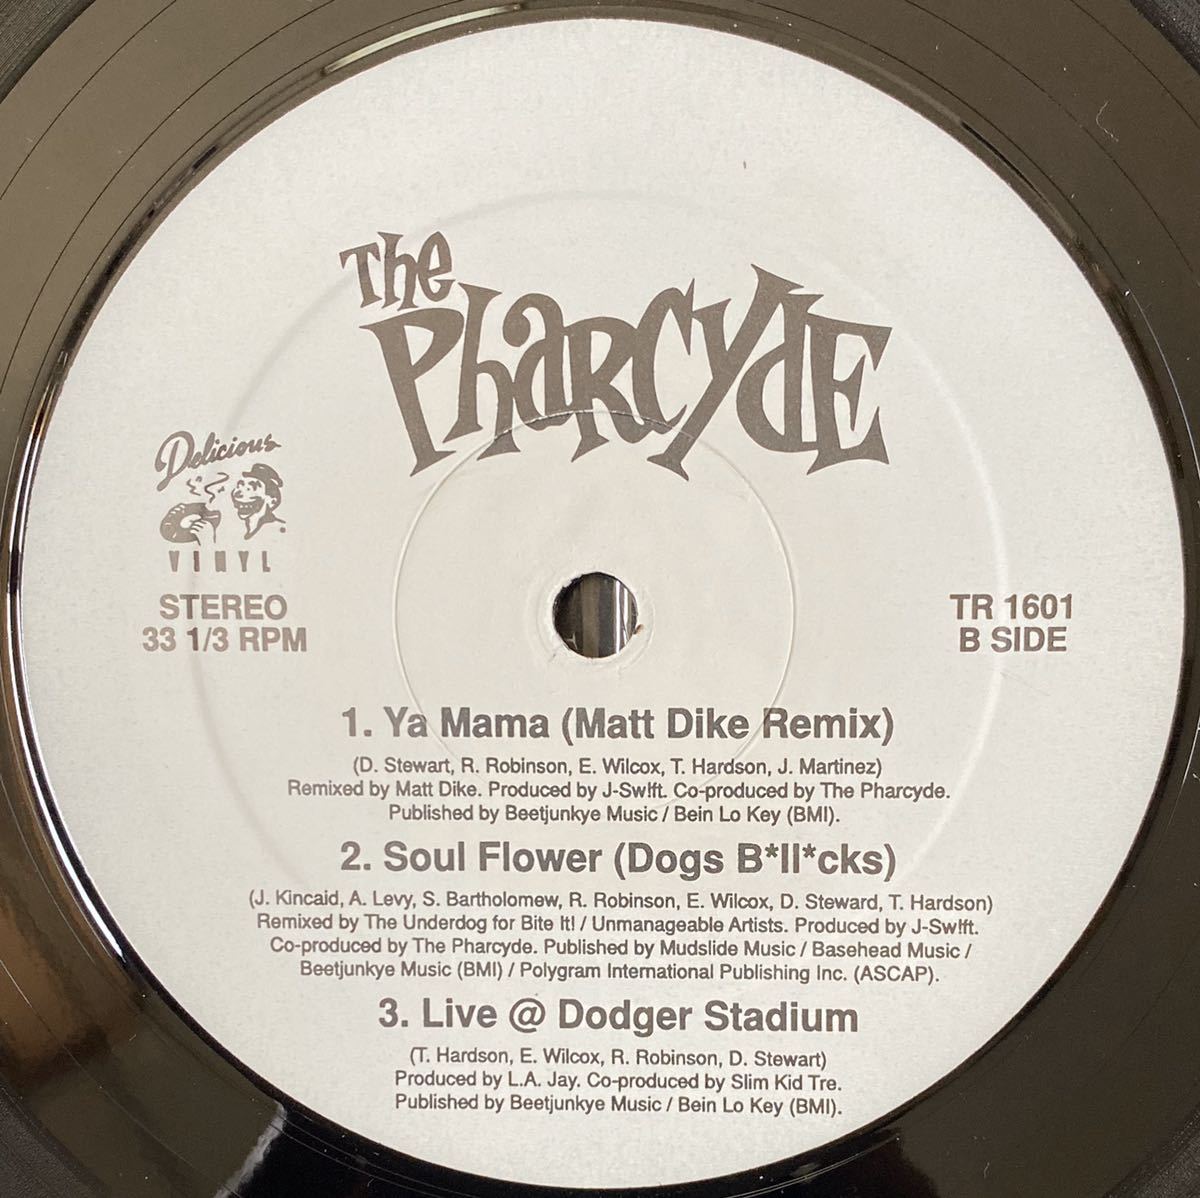 The
PharcydE
Delicious
VINYL
STEREO
33 1/3 RPM
TR 1601
B SIDE
1. Ya Mama (Matt Dike Remix)
(D. Stewart, R. Robinson, E. Wilcox, T. Hardson, J. Martinez)
Remixed by Matt Dike. Produced by J-Sw!ft. Co-produced by The Pharcyde.
Published by Beetjunkye Music / Bein Lo Key (BMI).
2. Soul Flower (Dogs B*ll*cks)
(J. Kincaid, A. Levy, S. Bartholomew, R. Robinson, E. Wilcox, D. Steward, T. Hardson)
Remixed by The Underdog for Bite It! / Unmanageable Artists. Produced by J-Sw!ft.
Co-produced by The Pharcyde. Published by Mudslide Music / Basehead Music /
Beetjunkye Music (BMI) / Polygram International Publishing Inc. (ASCAP).
3. Live @ Dodger Stadium
(T. Hardson, E. Wilcox, R. Robinson, D. Stewart)
Produced by L.A. Jay. Co-produced by Slim Kid Tre.
Published by Beetjunkye Music / Bein Lo Key (BMI).